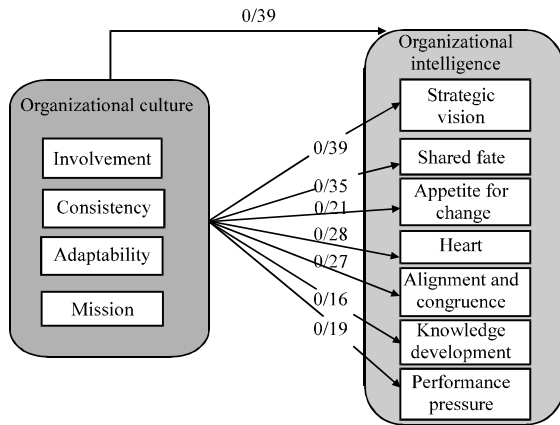 0/39
Organizational culture
Involvement
Consistency
Adaptability
Mission
0/39
0/35
0/21
0/28
0/27
0/16
0/19
Organizational
intelligence
Strategic
vision
Shared fate
Appetite for
change
Heart
Alignment and
congruence
Knowledge
development
Performance
pressure